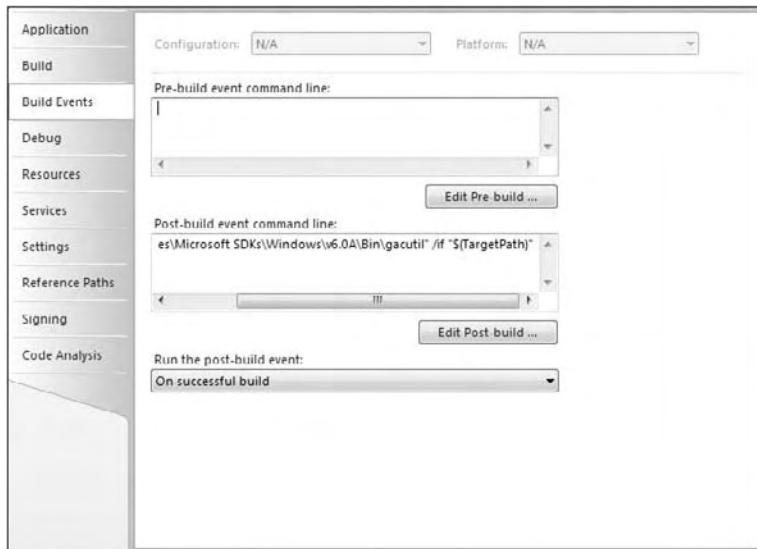 Application
Build
Build Events
Debug
Resources
Services
Settings
Reference Paths
Signing
Code Analysis
Configuration: N/A Platform: N/A
Pre-build event command line:
Edit Pre-build ...
Post-build event command line:
es\Microsoft SDKs\Windows\v6.0A\Bin\gacutil" /if "$(TargetPath)"
Edit Post-build ...
Run the post-build event:
On successful build